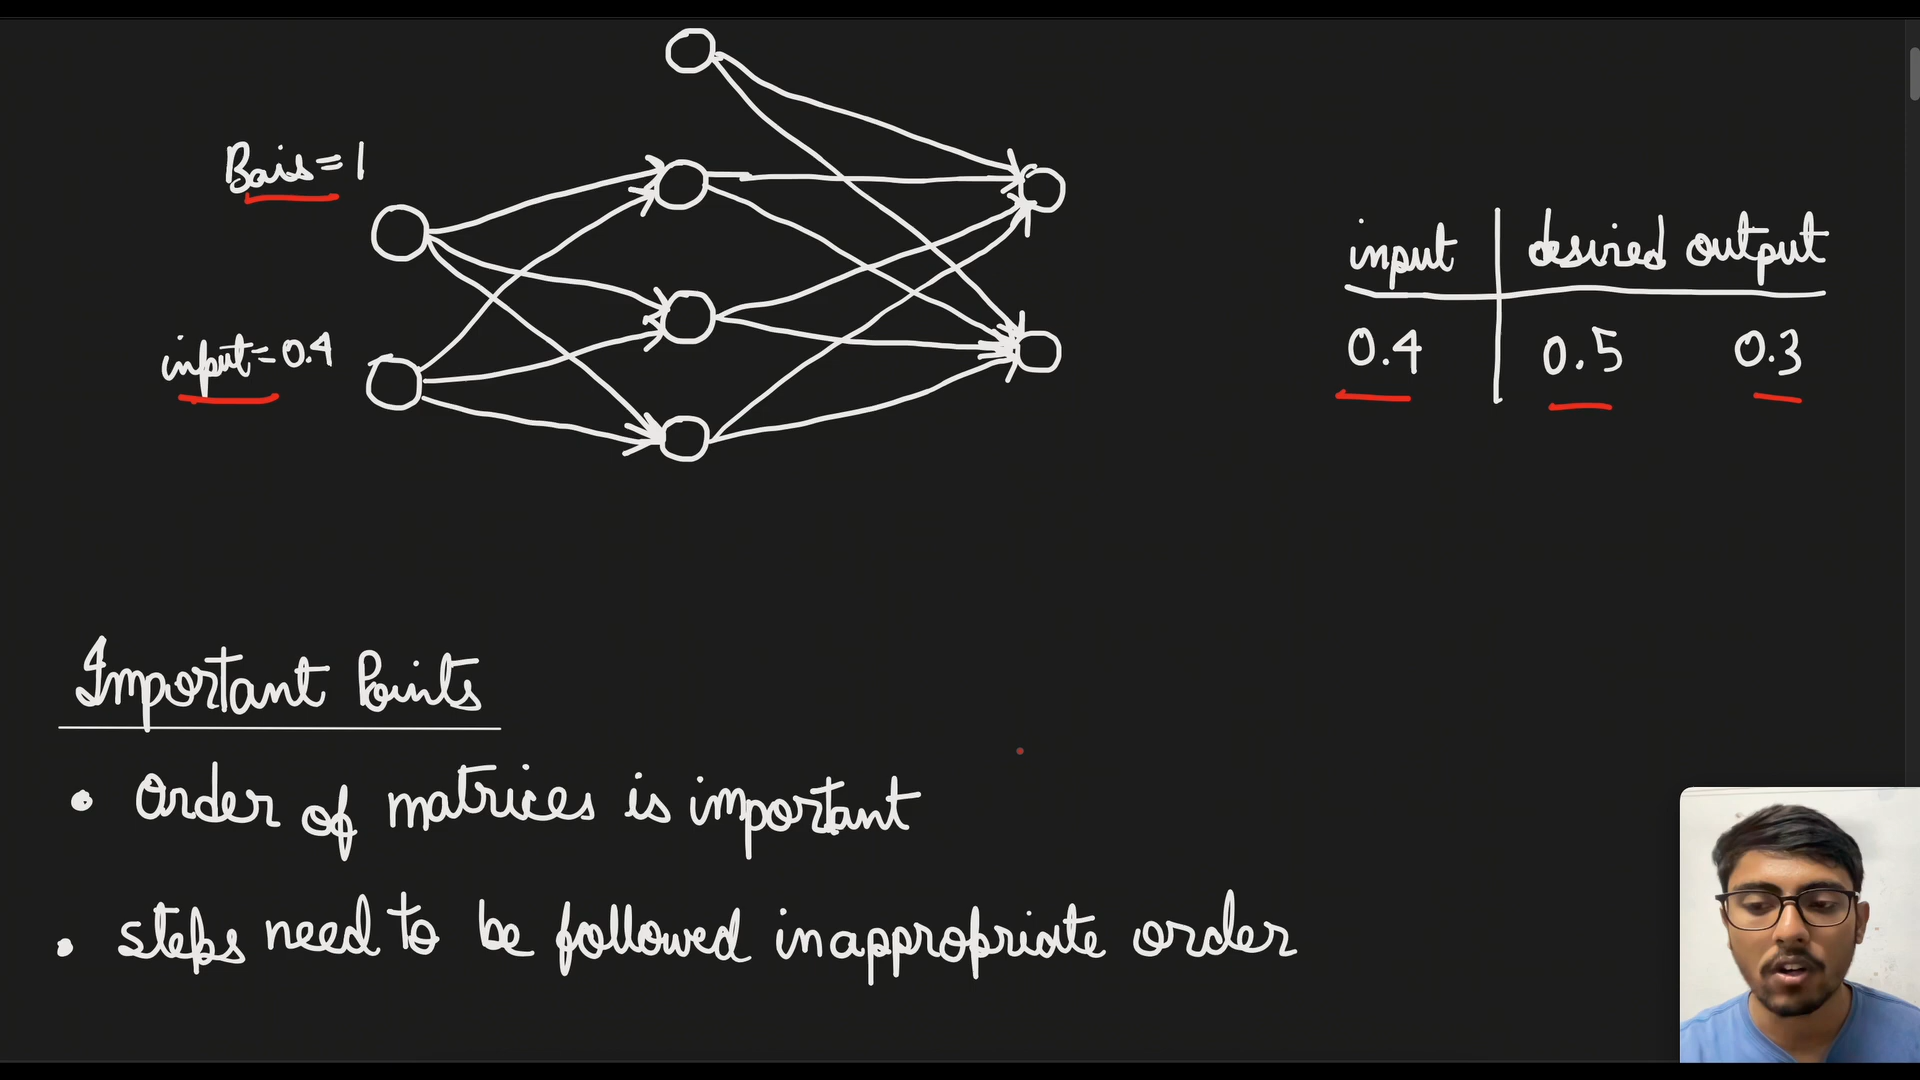 Bais = 1
input = 0.4
input | desired output
0.4 | 0.5 0.3
Important Points
• Order of matrices is important
• steps need to be followed inappropriate order